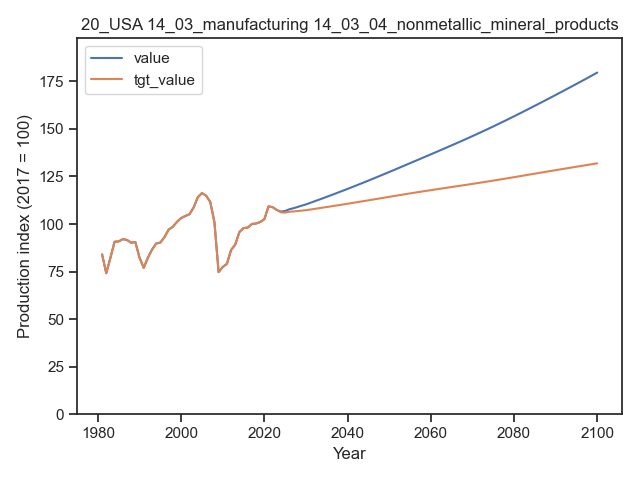 20_USA 14_03_manufacturing 14_03_04_nonmetallic_mineral_products
value
tgt_value
Production index (2017 = 100)
175
150
125
100
75
50
25
0
1980 2000 2020 2040 2060 2080 2100
Year